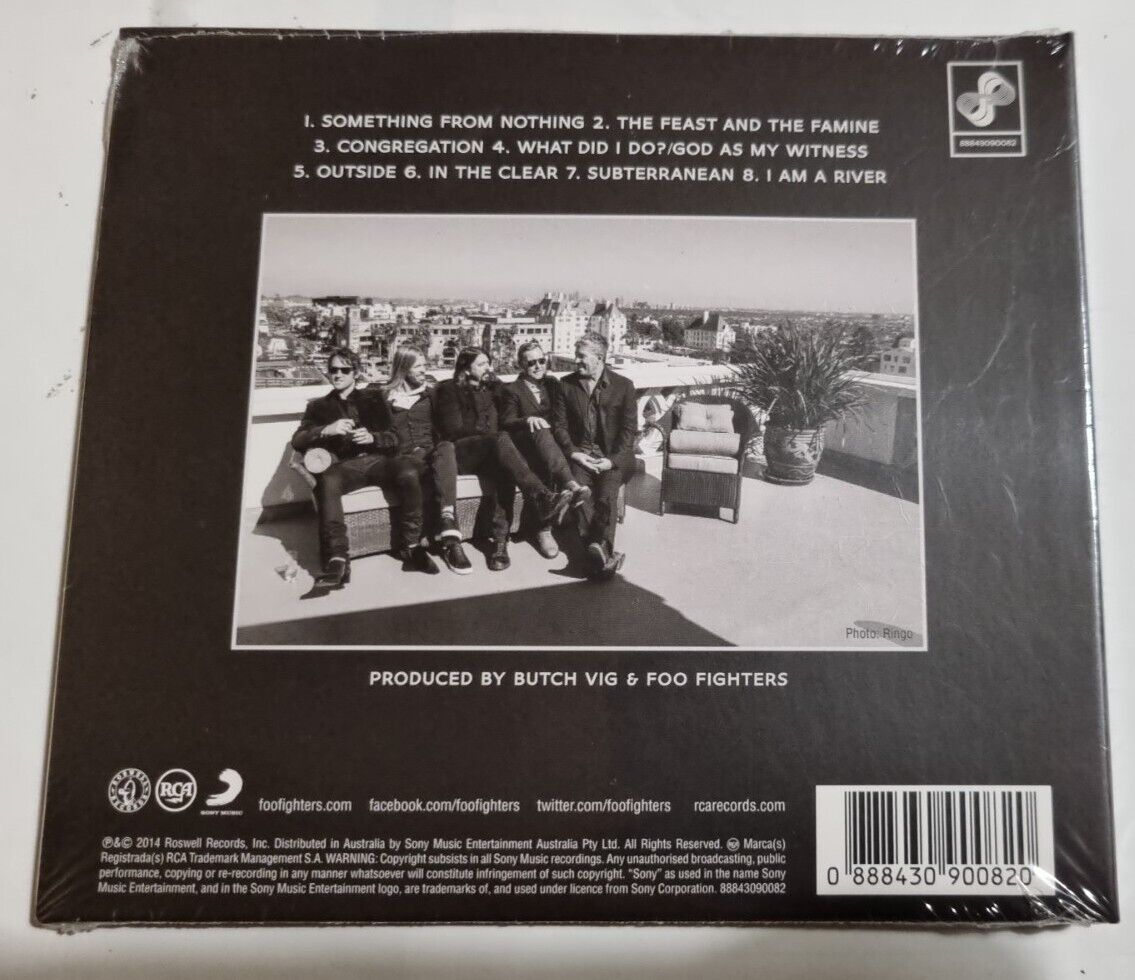 1. SOMETHING FROM NOTHING 2. THE FEAST AND THE FAMINE
3. CONGREGATION 4. WHAT DID I DO?/GOD AS MY WITNESS
5. OUTSIDE 6. IN THE CLEAR 7. SUBTERRANEAN 8. I AM A RIVER
88843090082
Photo: Ringo
PRODUCED BY BUTCH VIG & FOO FIGHTERS
ROSWELL RECORDS
RCA
SONY MUSIC
foofighters.com facebook.com/foofighters twitter.com/foofighters rcarecords.com
℗&© 2014 Roswell Records, Inc. Distributed in Australia by Sony Music Entertainment Australia Pty Ltd. All Rights Reserved. RCA Marca(s)
Registrada(s) RCA Trademark Management S.A. WARNING: Copyright subsists in all Sony Music recordings. Any unauthorised broadcasting, public
performance, copying or re-recording in any manner whatsoever will constitute infringement of such copyright. "Sony" as used in the name Sony
Music Entertainment, and in the Sony Music Entertainment logo, are trademarks of, and used under licence from Sony Corporation. 88843090082
0 888430 900820